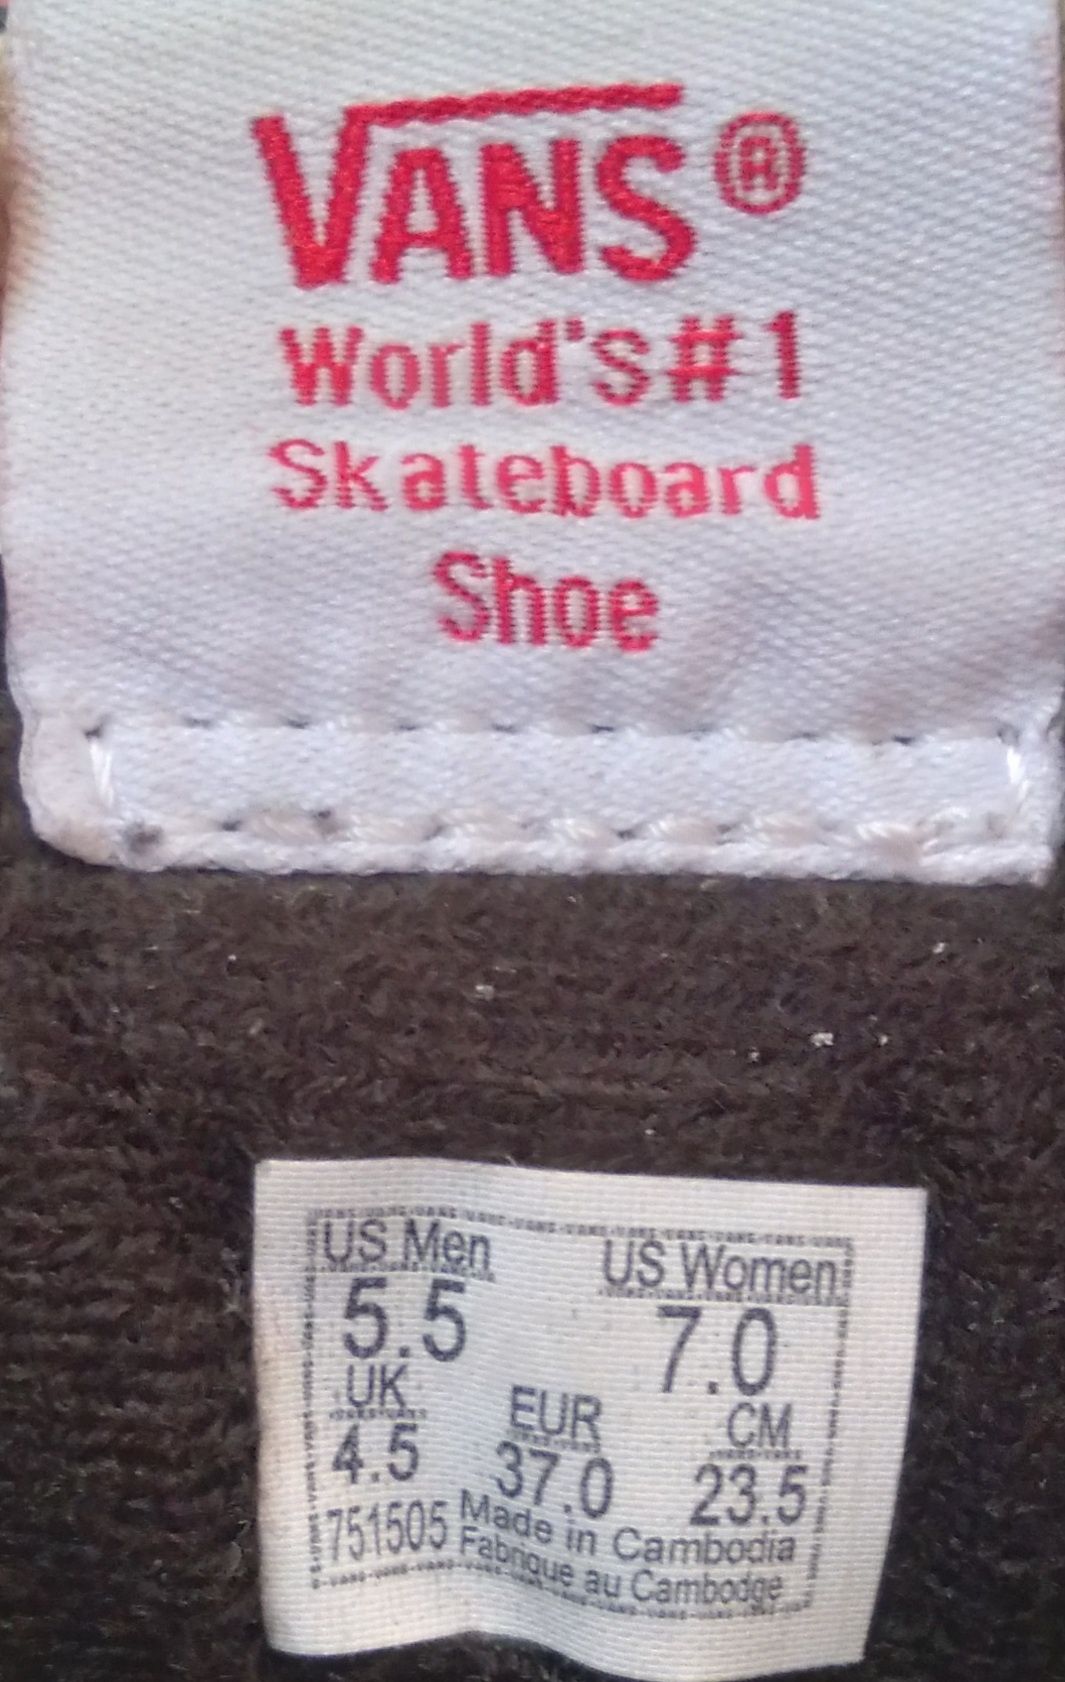 VANS®
World's #1
Skateboard
Shoe
US Men US Women
5.5 7.0
UK EUR CM
4.5 37.0 23.5
751505 Made in Cambodia
Fabrique au Cambodge